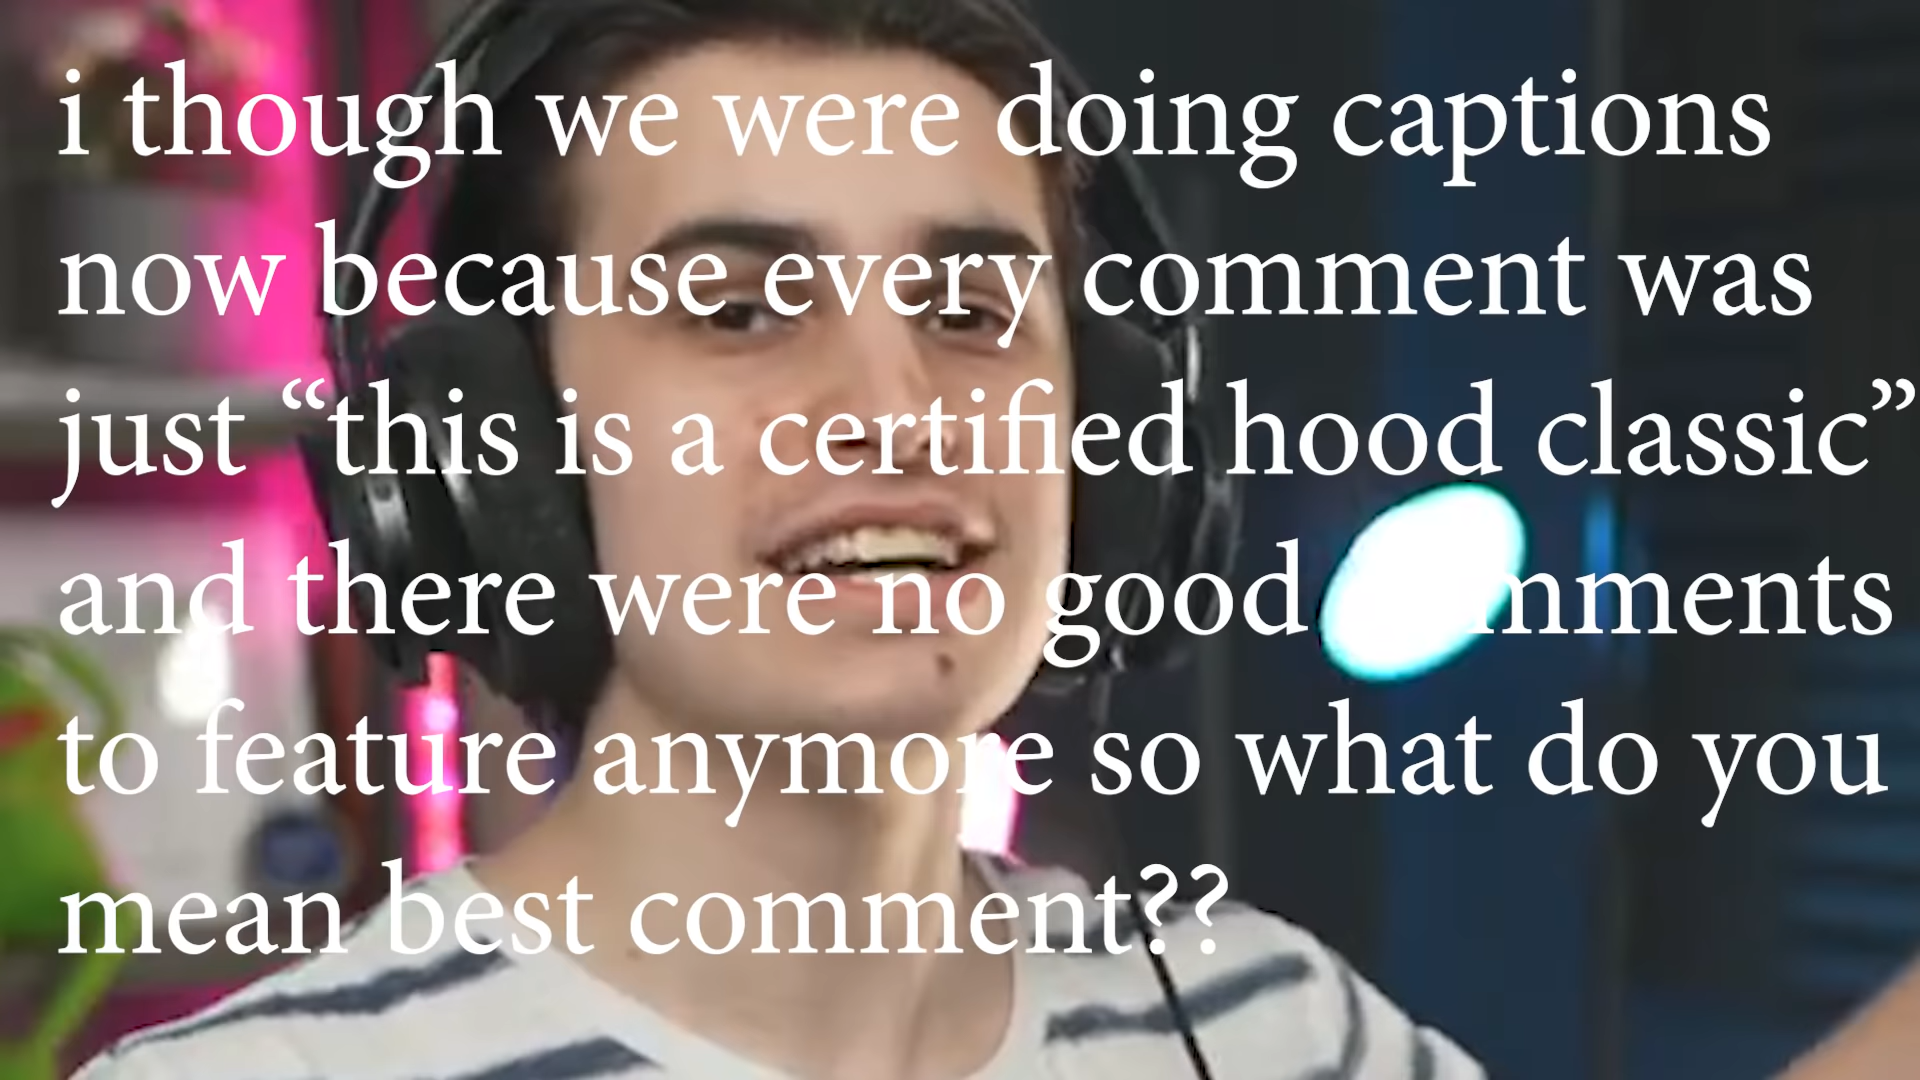 i though we were doing captions
now because every comment was
just “this is a certified hood classic”
and there were no good comments
to feature anymore so what do you
mean best comment??